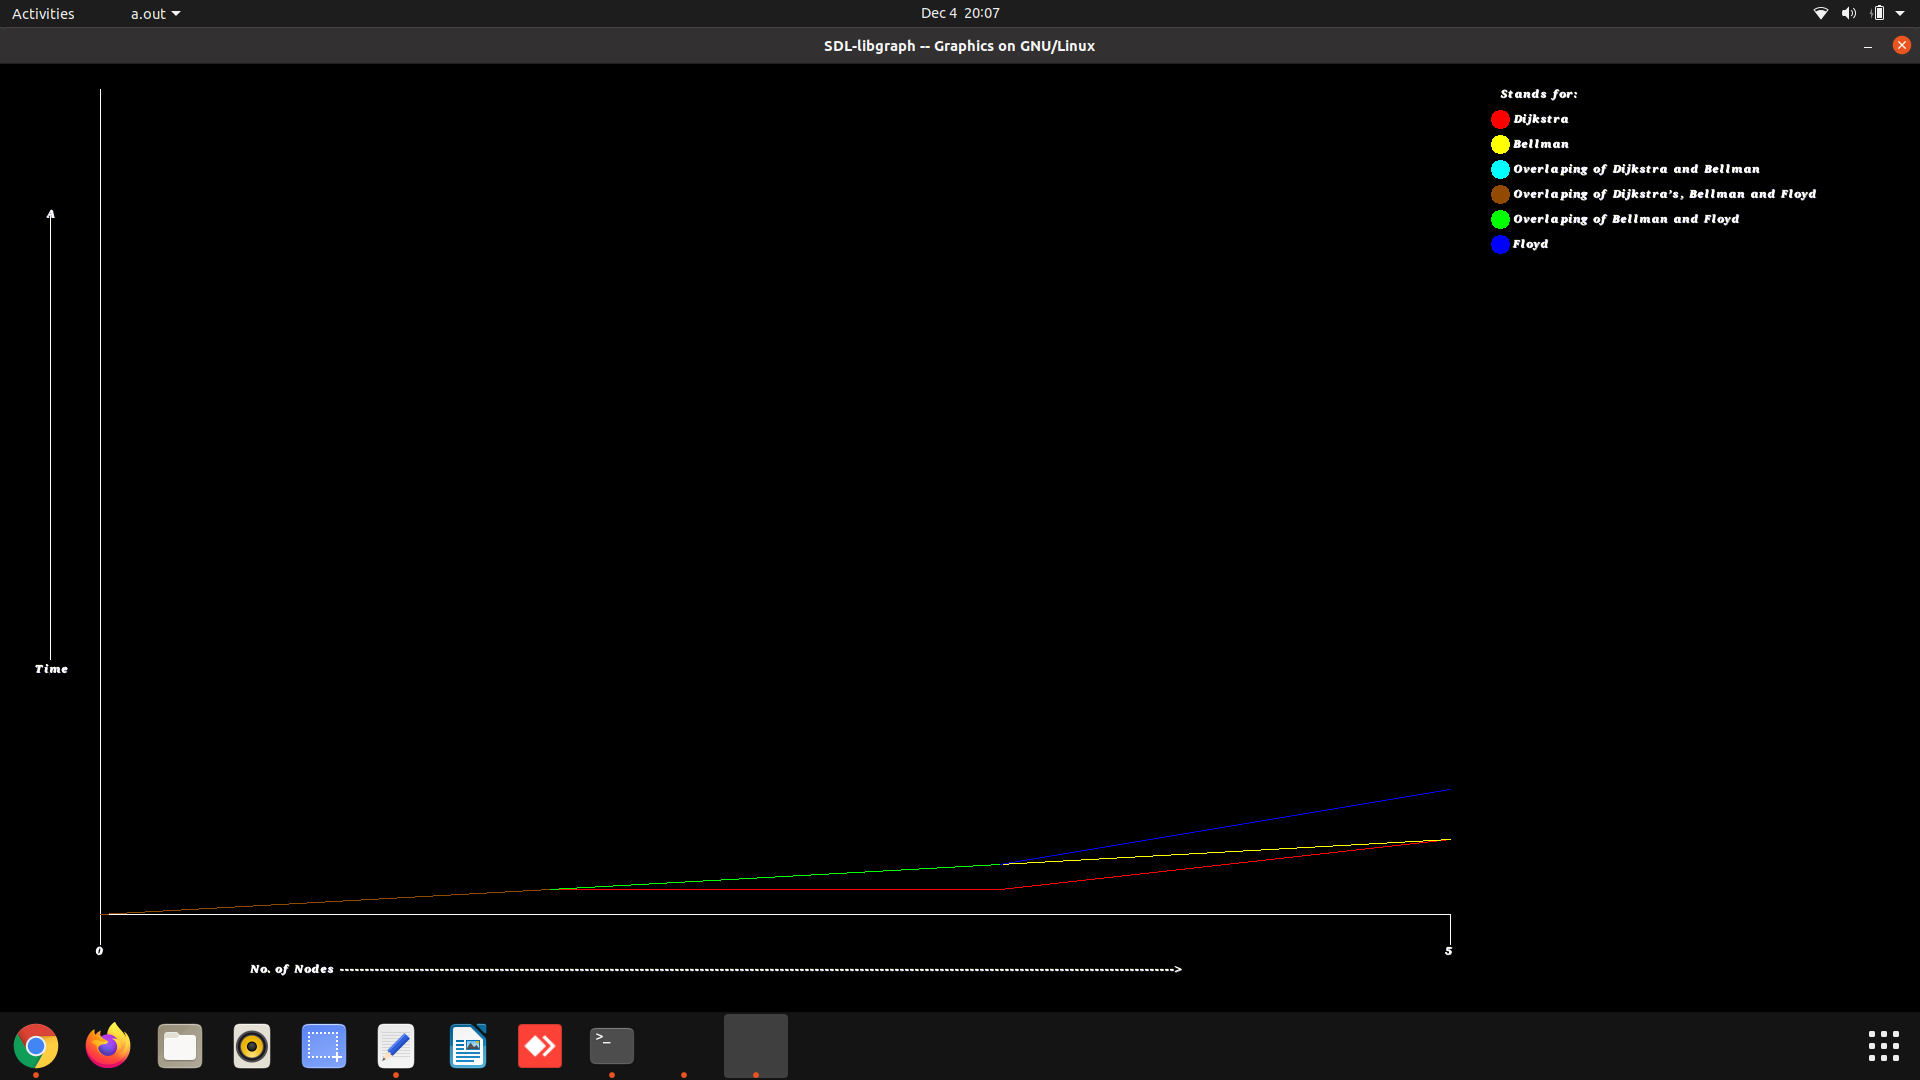 Activities a.out Dec 4 20:07
SDL-libgraph -- Graphics on GNU/Linux
Stands for:
Dijkstra
Bellman
Overlaping of Dijkstra and Bellman
Overlaping of Dijkstra's, Bellman and Floyd
Overlaping of Bellman and Floyd
Floyd
Time
0 5
No. of Nodes
>_